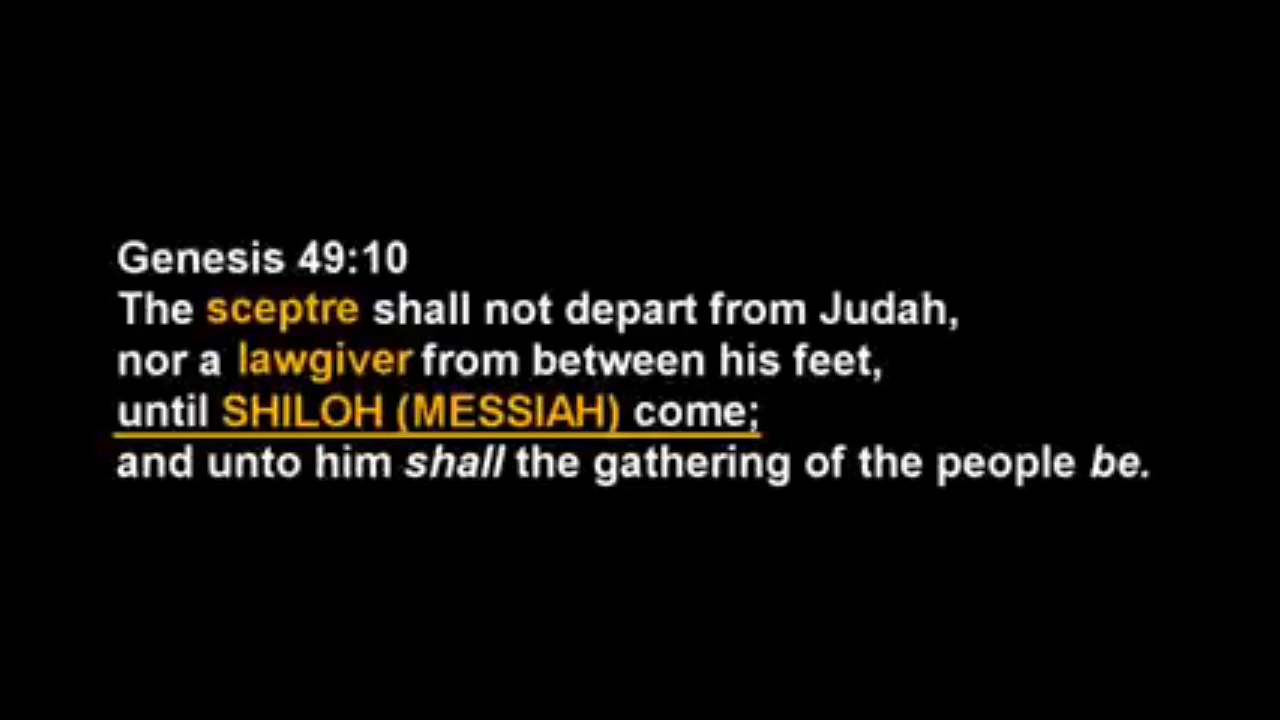 Genesis 49:10
The sceptre shall not depart from Judah,
nor a lawgiver from between his feet,
until SHILOH (MESSIAH) come;
and unto him shall the gathering of the people be.